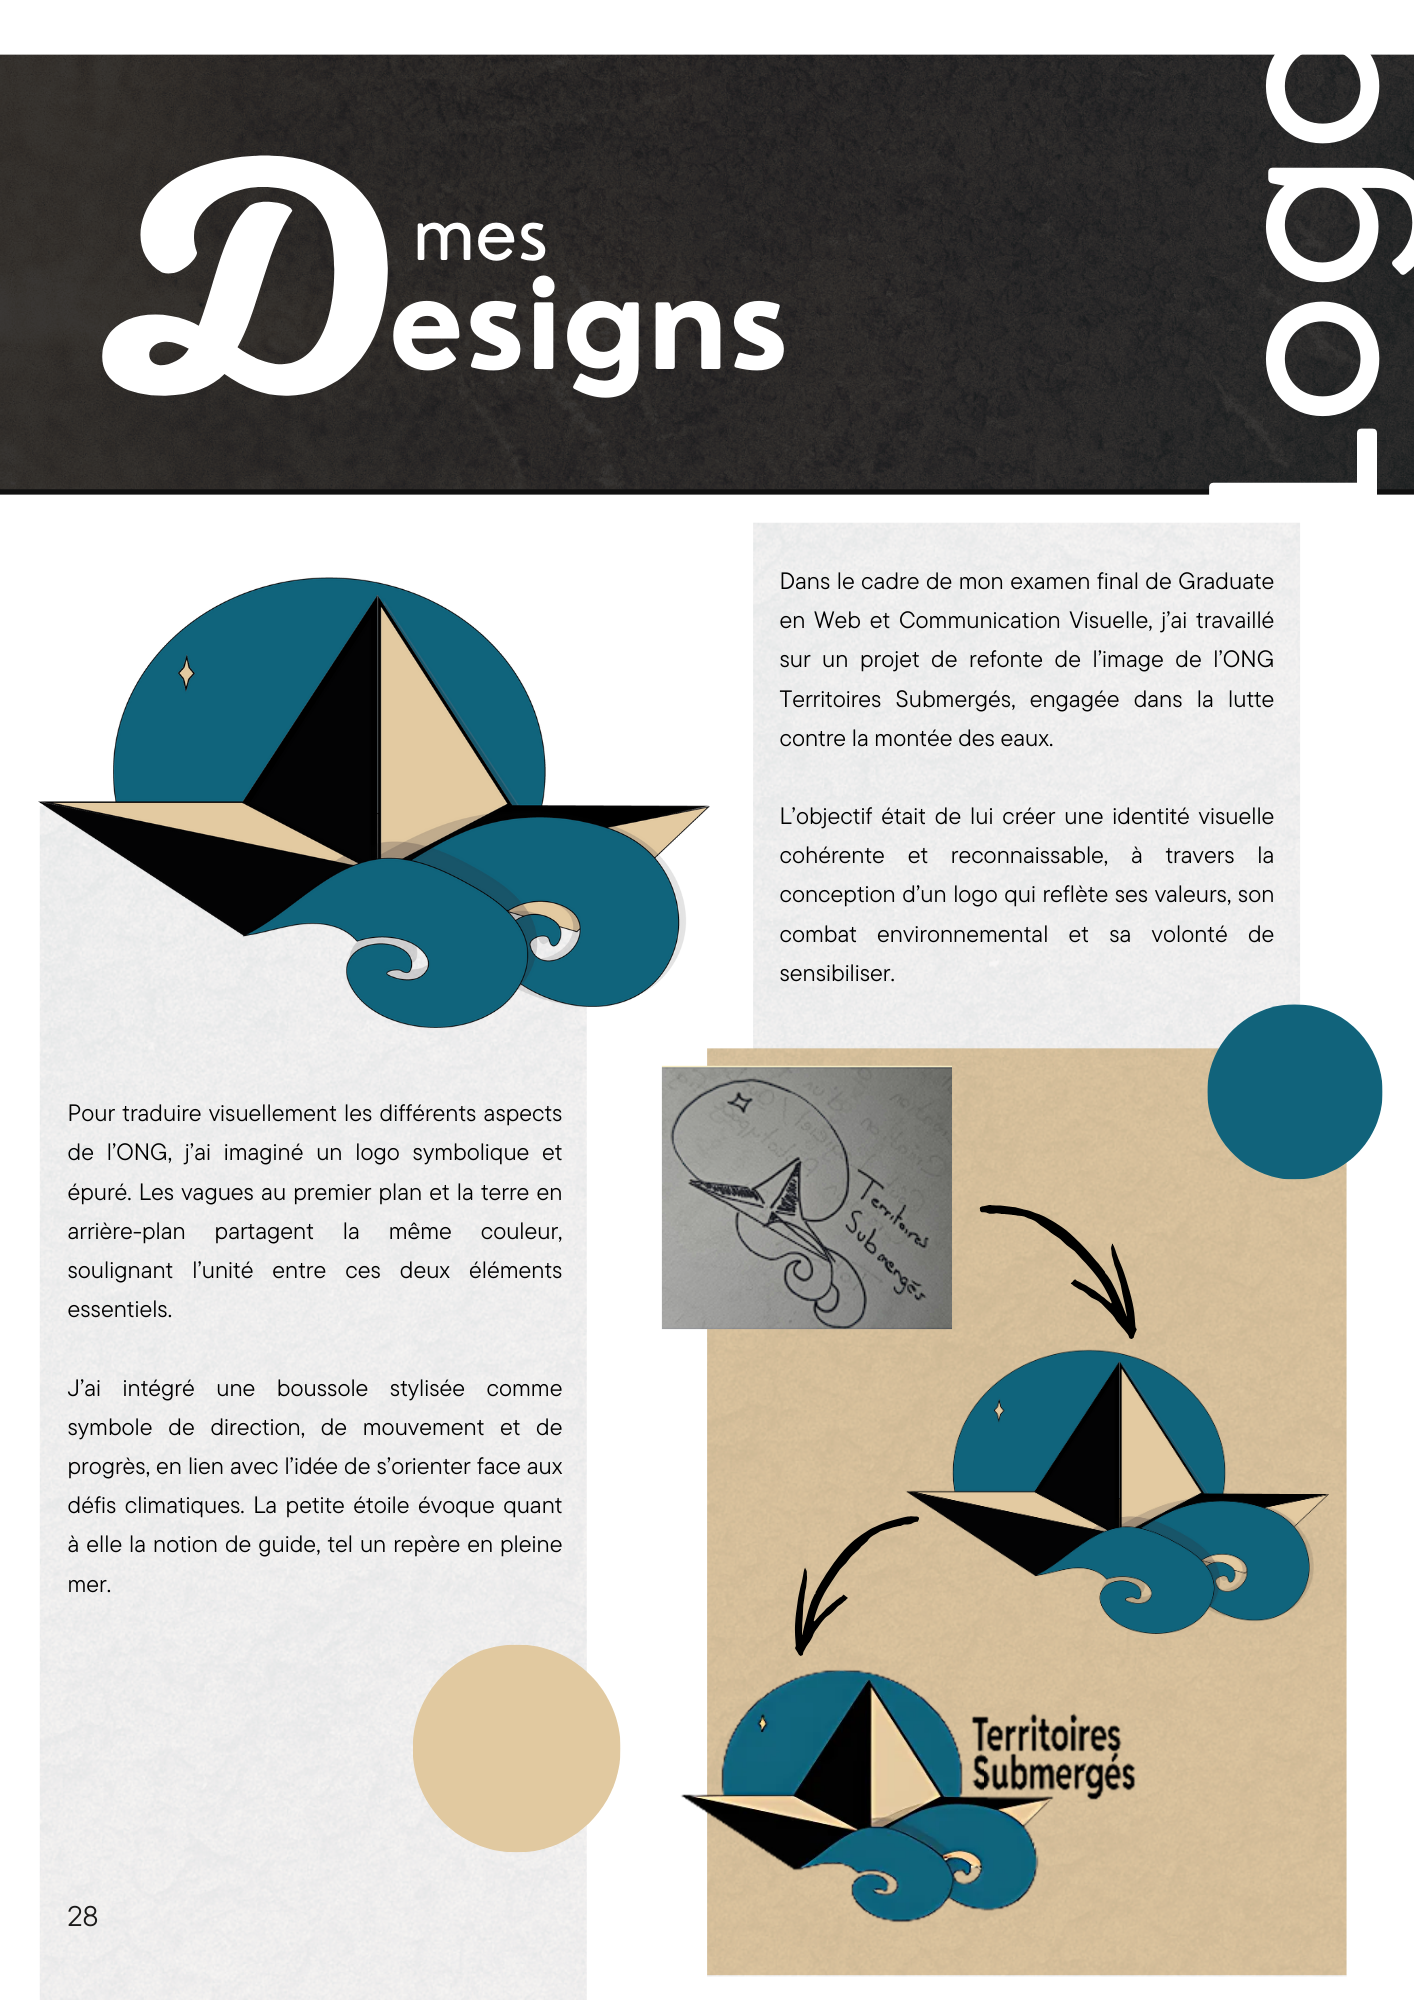 Logo
mes
Designs
Dans le cadre de mon examen final de Graduate
en Web et Communication Visuelle, j'ai travaillé
sur un projet de refonte de l'image de l'ONG
Territoires Submergés, engagée dans la lutte
contre la montée des eaux.
L'objectif était de lui créer une identité visuelle
cohérente et reconnaissable, à travers la
conception d'un logo qui reflète ses valeurs, son
combat environnemental et sa volonté de
sensibiliser.
Pour traduire visuellement les différents aspects
de l'ONG, j'ai imaginé un logo symbolique et
épuré. Les vagues au premier plan et la terre en
arrière-plan partagent la même couleur,
soulignant l'unité entre ces deux éléments
essentiels.
J'ai intégré une boussole stylisée comme
symbole de direction, de mouvement et de
progrès, en lien avec l'idée de s'orienter face aux
défis climatiques. La petite étoile évoque quant
à elle la notion de guide, tel un repère en pleine
mer.
Territoires
Submergés
Territoires
Submergés
28